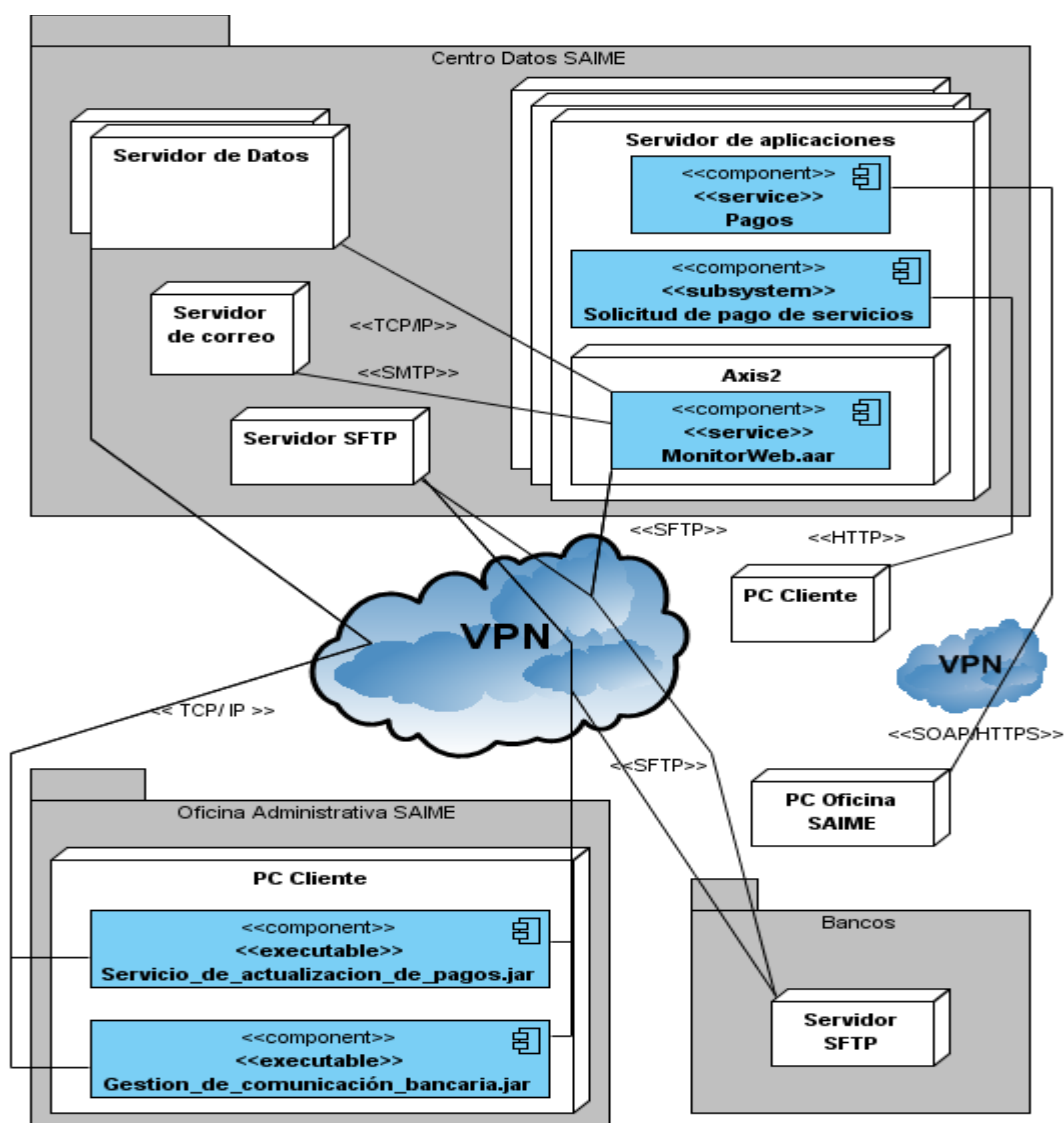 Centro Datos SAIME
Servidor de Datos
Servidor de aplicaciones
<<component>>
<<service>>
Pagos
<<component>>
<<subsystem>>
Solicitud de pago de servicios
Servidor
de correo
<<TCP/IP>>
<<SMTP>>
Axis2
<<component>>
<<service>>
MonitorWeb.aar
Servidor SFTP
<<SFTP>>
<<HTTP>>
PC Cliente
VPN
VPN
<< TCP/ IP >>
<<SOAP/HTTPS>>
<<SFTP>>
PC Oficina
SAIME
Oficina Administrativa SAIME
PC Cliente
<<component>>
<<executable>>
Servicio_de_actualizacion_de_pagos.jar
<<component>>
<<executable>>
Gestion_de_comunicación_bancaria.jar
Bancos
Servidor
SFTP